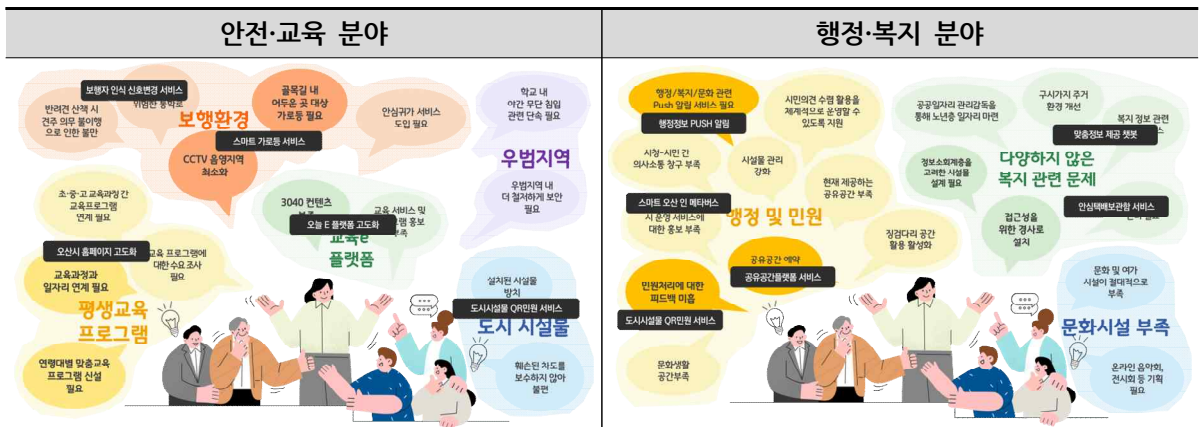 안전·교육 분야
보행자 인식 신호변경 서비스
위험한 통학로
반려견 산책 시
견주 의무 불이행
으로 인한 불만
보행환경
골목길 내
어두운 곳 대상
가로등 필요
스마트 가로등 서비스
CCTV 음영지역
최소화
안심귀가 서비스
도입 필요
학교 내
야간 무단 침입
관련 단속 필요
우범지역
우범지역 내
더 철저하게 보안
필요
초·중·고 교육과정간
교육프로그램
연계 필요
3040 컨텐츠
오늘 E 플랫폼 고도화
교육 서비스 및
홍보
부족
교육e
플랫폼
오산시 홈페이지 고도화
교육 프로그램에
대한 수요 조사
필요
교육과정과
일자리 연계 필요
평생교육
프로그램
연령대별 맞춤교육
프로그램 신설
필요
설치된 시설물
방치
도시시설물 QR민원 서비스
도시 시설물
훼손된 차도를
보수하지 않아
불편
행정·복지 분야
행정/복지/문화 관련
Push 알림 서비스 필요
행정정보 PUSH 알림
시민의견 수렴 활용을
체계적으로 운영할 수
있도록 지원
시청-시민 간
의사소통 창구 부족
시설물 관리
강화
현재 제공하는
공유공간 부족
스마트 오산 인 메타버스
시 운영 서비스에
대한 홍보 부족
행정 및 민원
징검다리 공간
활용 활성화
공유공간 예약
공유공간플랫폼 서비스
민원처리에 대한
피드백 미흡
도시시설물 QR민원 서비스
문화생활
공간부족
공공일자리 관리감독을
통해 노년층 일자리 마련
구시가지 주거
환경 개선
복지 정보 관련
맞춤정보 제공 챗봇
정보소외계층을
고려한 시설물
설계 필요
다양하지 않은
복지 관련 문제
안심택배보관함 서비스
접근성을
위한 경사로
설치
문화 및 여가
시설이 절대적으로
부족
문화시설 부족
온라인 음악회,
전시회 등 기획
필요